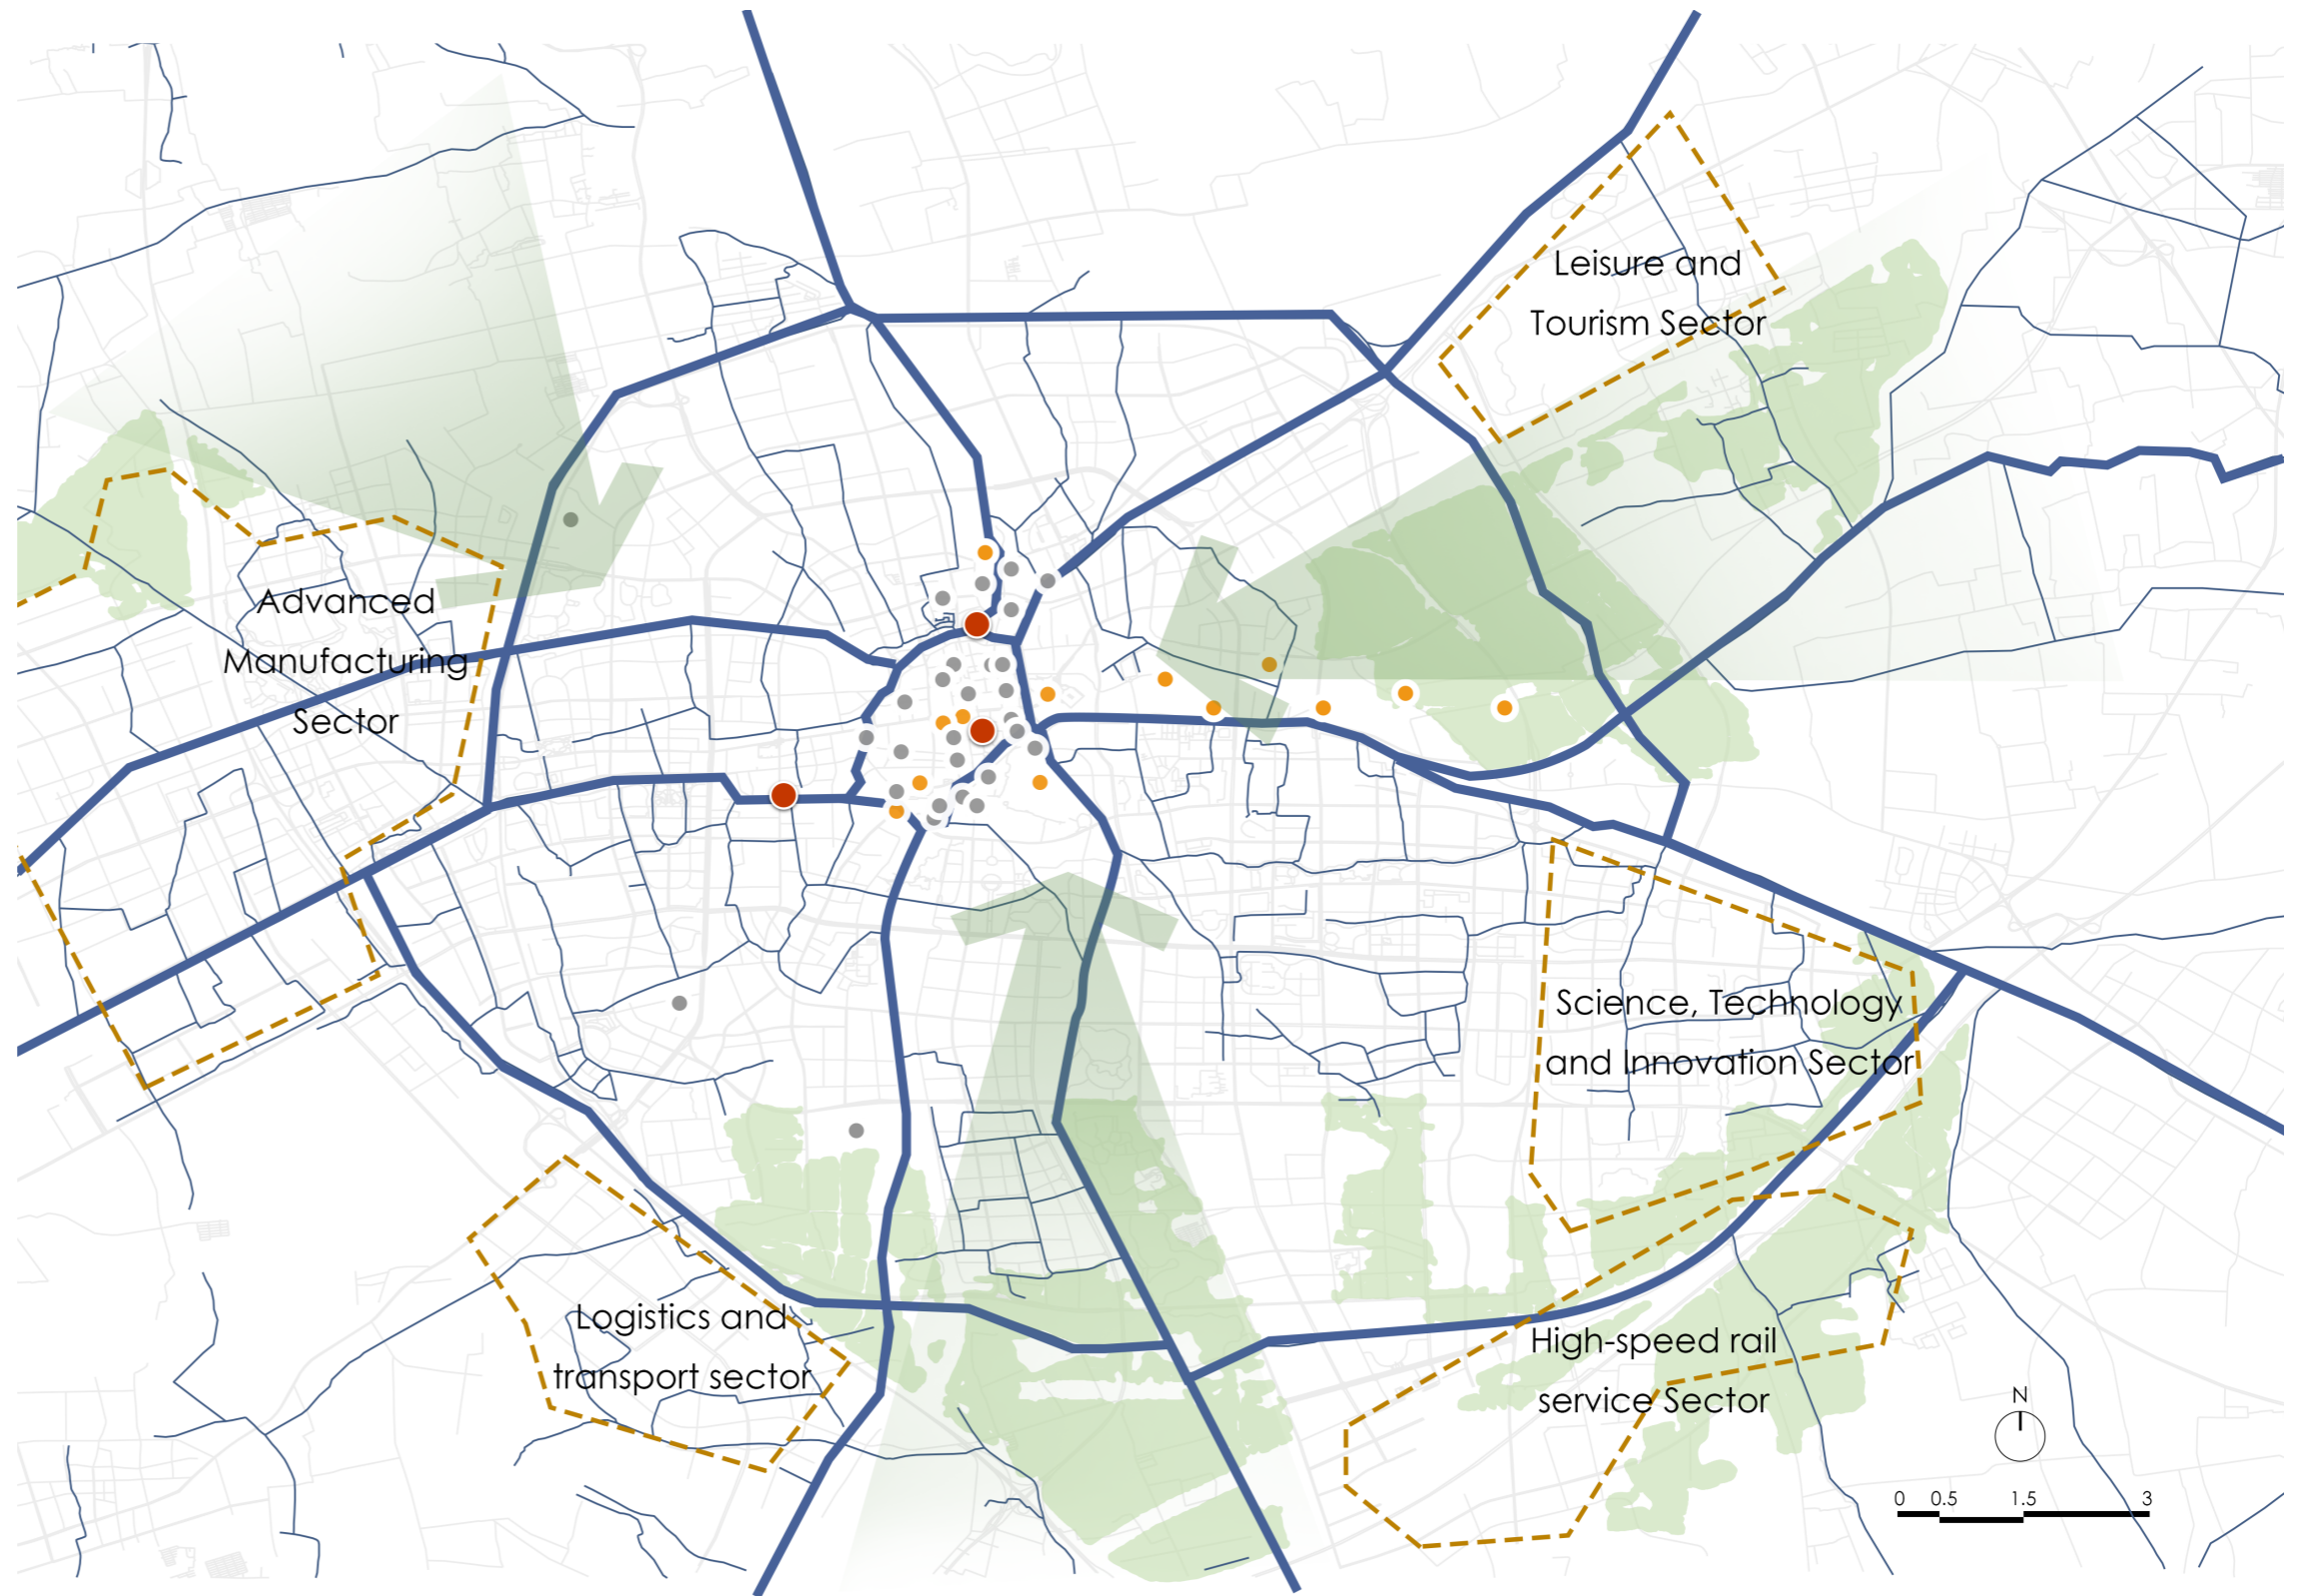 Leisure and
Tourism Sector
Advanced
Manufacturing
Sector
Science, Technology
and Innovation Sector
Logistics and
transport sector
High-speed rail
service Sector
N
0 0.5 1.5 3